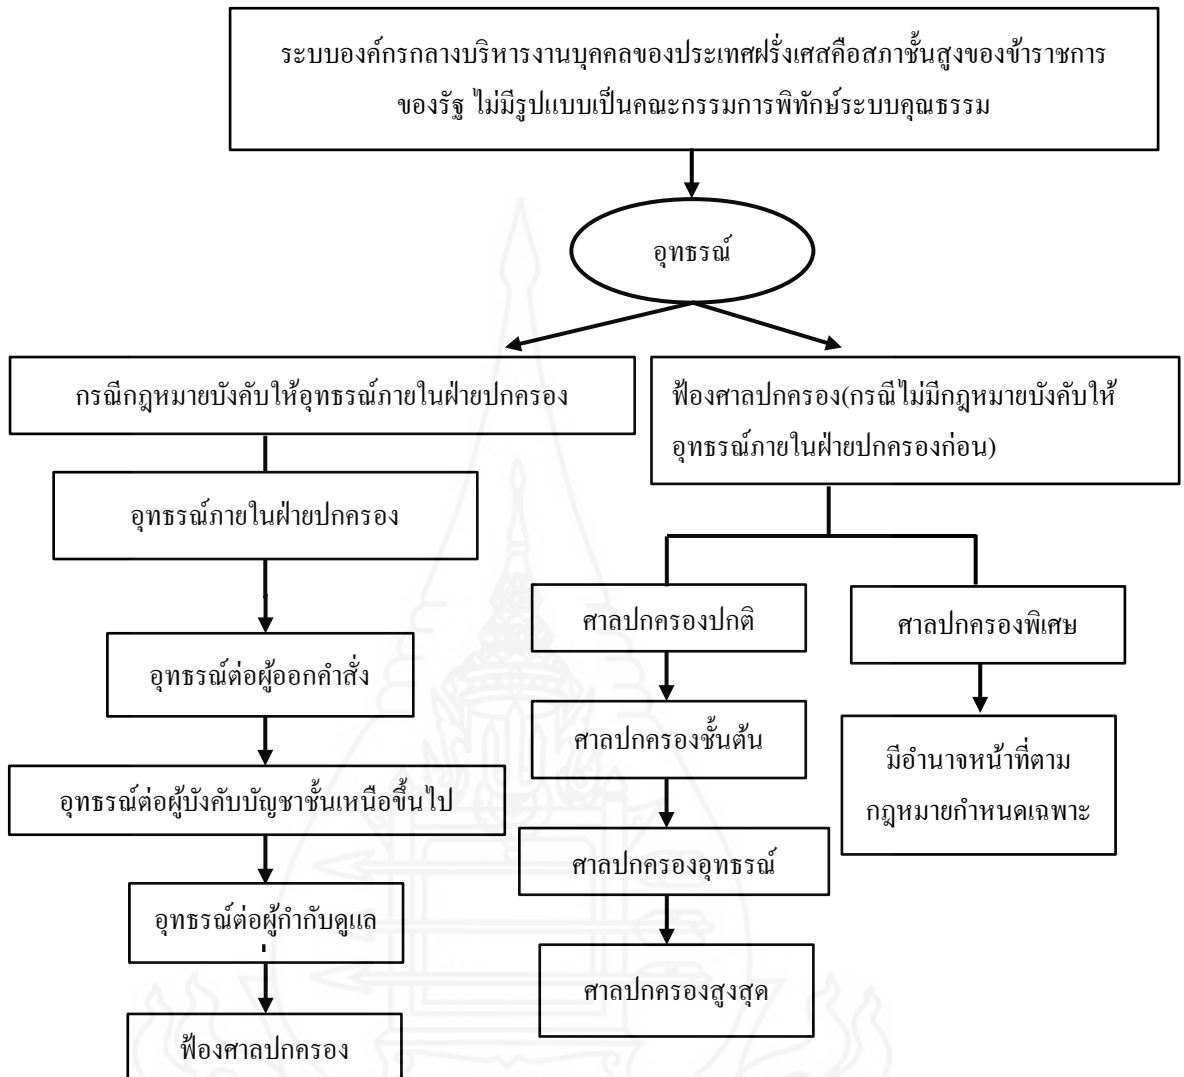 ระบบองค์กรกลางบริหารงานบุคคลของประเทศฝรั่งเศสคือสภาชั้นสูงของข้าราชการ
ของรัฐ ไม่มีรูปแบบเป็นคณะกรรมการพิทักษ์ระบบคุณธรรม
อุทธรณ์
กรณีกฎหมายบังคับให้อุทธรณ์ภายในฝ่ายปกครอง
ฟ้องศาลปกครอง(กรณีไม่มีกฎหมายบังคับให้
อุทธรณ์ภายในฝ่ายปกครองก่อน)
อุทธรณ์ภายในฝ่ายปกครอง
ศาลปกครองปกติ
ศาลปกครองพิเศษ
อุทธรณ์ต่อผู้ออกคำสั่ง
ศาลปกครองชั้นต้น
มีอำนาจหน้าที่ตาม
กฎหมายกำหนดเฉพาะ
อุทธรณ์ต่อผู้บังคับบัญชาชั้นเหนือขึ้นไป
ศาลปกครองอุทธรณ์
อุทธรณ์ต่อผู้กำกับดูแล
ศาลปกครองสูงสุด
ฟ้องศาลปกครอง